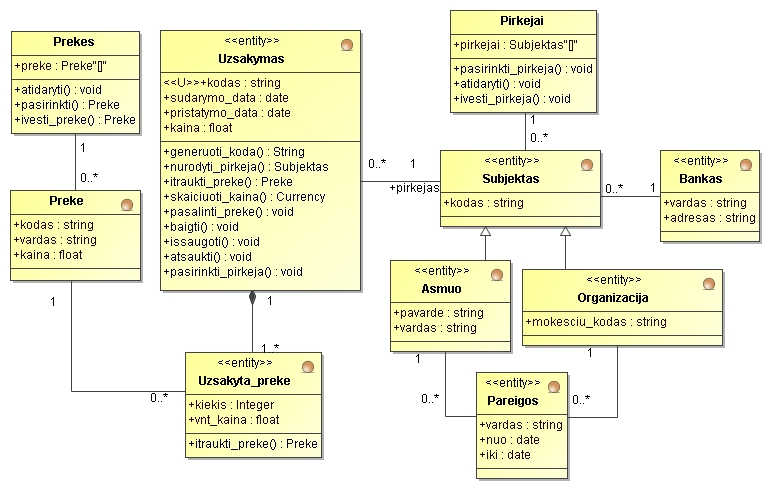 Prekes
+preke : Preke"[]"
+atidaryti() : void
+pasirinkti() : Preke
+ivesti_preke() : Preke
1
0..*
Preke
+kodas : string
+vardas : string
+kaina : float
1
0..*
<<entity>>
Uzsakymas
<<U>>+kodas : string
+sudarymo_data : date
+pristatymo_data : date
+kaina : float
+generuoti_koda() : String
+nurodyti_pirkeja() : Subjektas
+itraukti_preke() : Preke
+skaiciuoti_kaina() : Currency
+pasalinti_preke() : void
+baigti() : void
+issaugoti() : void
+atsaukti() : void
+pasirinkti_pirkeja() : void
1
1..*
<<entity>>
Uzsakyta_preke
+kiekis : Integer
+vnt_kaina : float
+itraukti_preke() : Preke
0..*
1
+pirkejas
Pirkejai
+pirkejai : Subjektas"[]"
+pasirinkti_pirkeja() : void
+atidaryti() : void
+ivesti_pirkeja() : void
1
0..*
<<entity>>
Subjektas
+kodas : string
0..*
1
<<entity>>
Bankas
+vardas : string
+adresas : string
<<entity>>
Asmuo
+pavarde : string
+vardas : string
1
0..*
<<entity>>
Organizacija
+mokesciu_kodas : string
1
0..*
<<entity>>
Pareigos
+vardas : string
+nuo : date
+iki : date